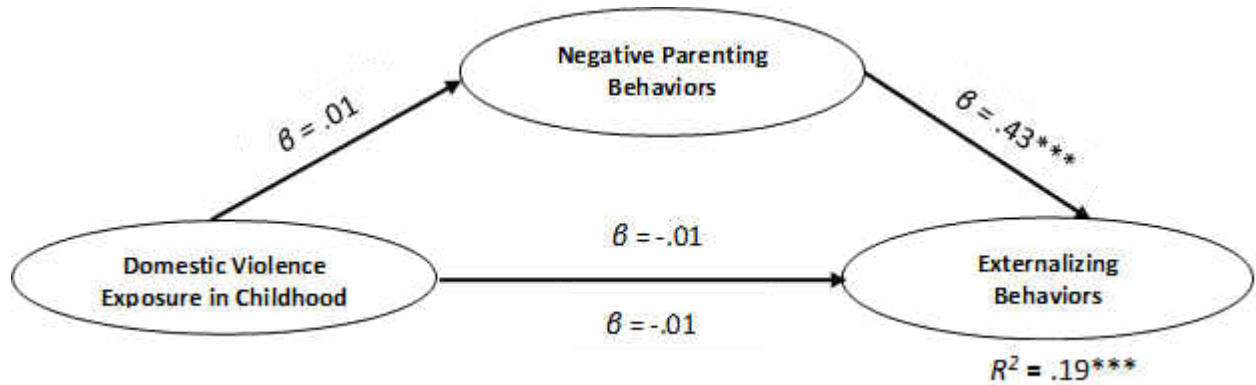 Negative Parenting
Behaviors
β = .01
β = .43***
β = -.01
Domestic Violence
Exposure in Childhood
Externalizing
Behaviors
β = -.01
R² = .19***